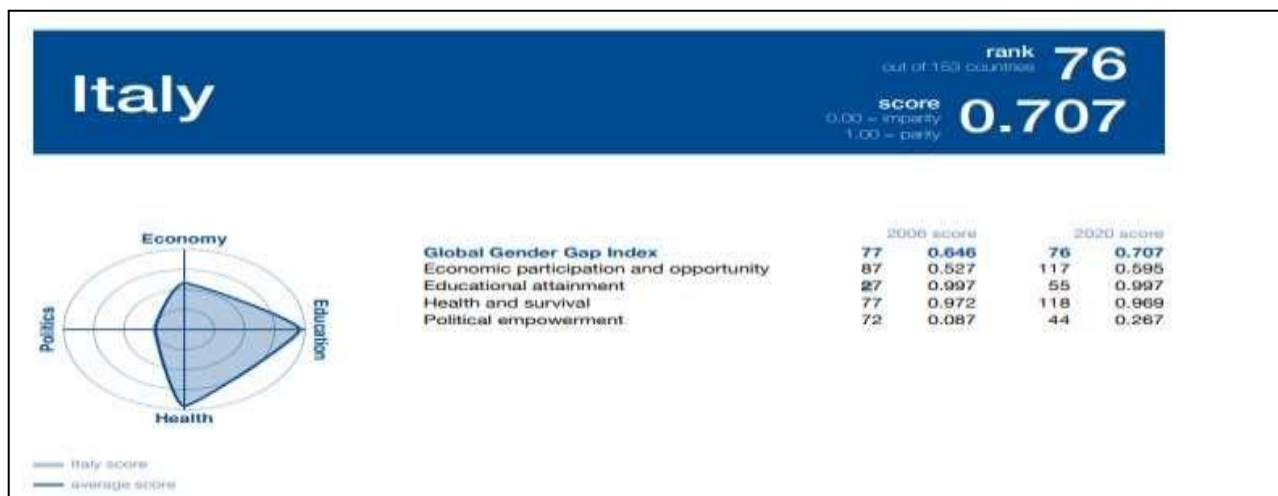 Italy
rank
out of 153 countries
76
score
0.00 = imparity
1.00 = parity
0.707
Economy
Politics
Education
Health
Italy score
average score
2006 score 2020 score
Global Gender Gap Index 77 0.646 76 0.707
Economic participation and opportunity 87 0.527 117 0.595
Educational attainment 27 0.997 55 0.997
Health and survival 77 0.972 118 0.969
Political empowerment 72 0.087 44 0.267